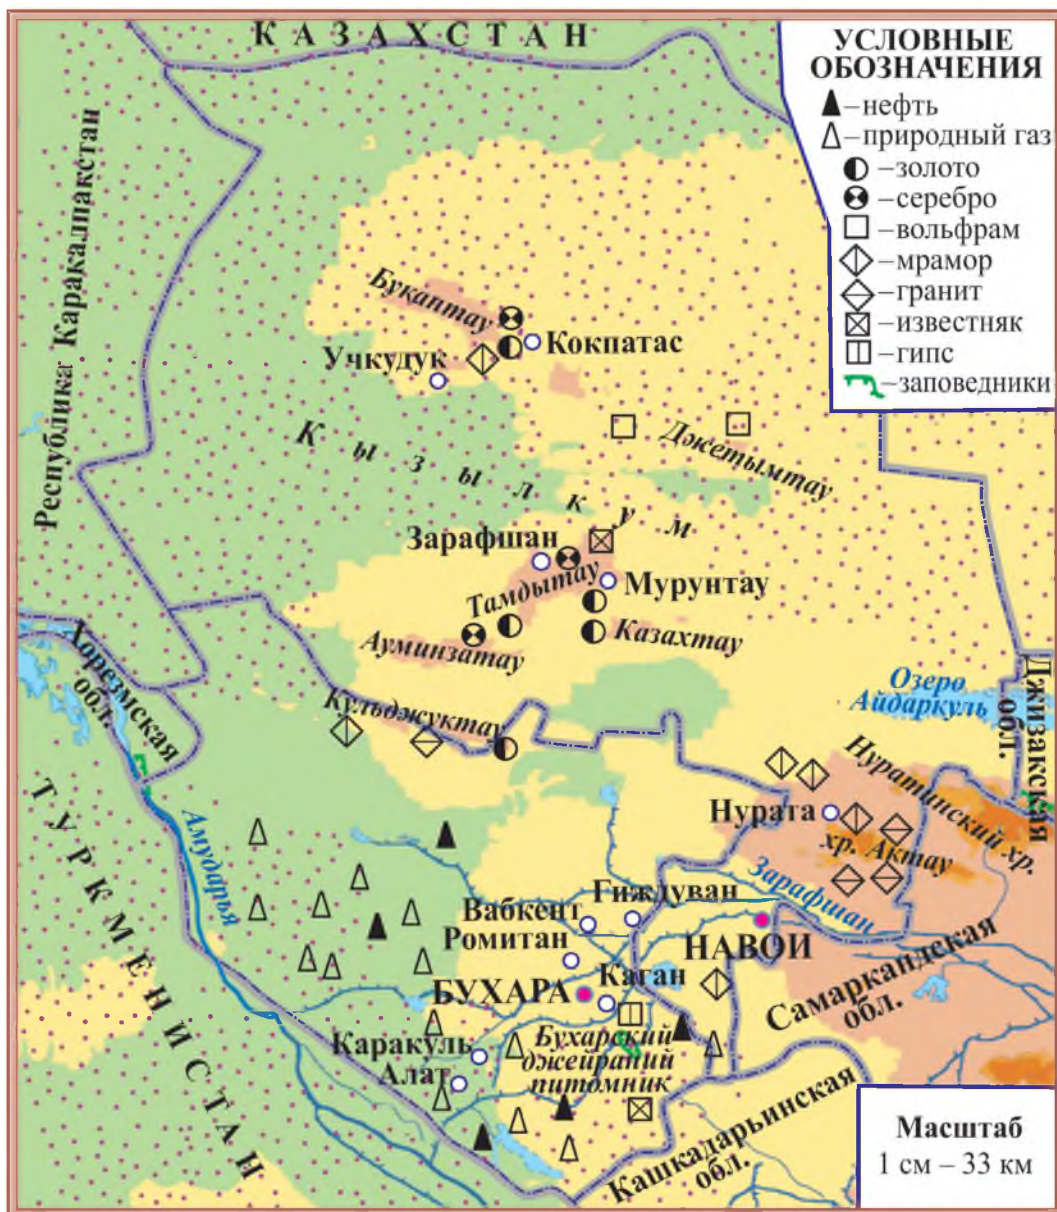 КАЗАХСТАН
УСЛОВНЫЕ
ОБОЗНАЧЕНИЯ
–нефть
–природный газ
–золото
–серебро
–вольфрам
–мрамор
–гранит
–известняк
–гипс
–заповедники
Республика Каракалпакстан
Букаптау
Кокпатас
Учкудук
Кызылкум
Джетымтау
Зарафшан
Мурунтау
Тамдытау
Казахтау
Ауминзатау
Хорезмская
обл.
Кульджуктау
Озеро
Айдаркуль
Джизакская
обл.
Нуратинский хр.
Нурата
хр. Актау
ТУРКМЕНИСТАН
Амударья
Гиждуван
Зарафшан
Вабкент
Ромитан
НАВОИ
Каган
БУХАРА
Самаркандская
обл.
Каракуль
Бухарский
джейраний
питомник
Алат
Кашкадарьинская
обл.
Масштаб
1 см – 33 км